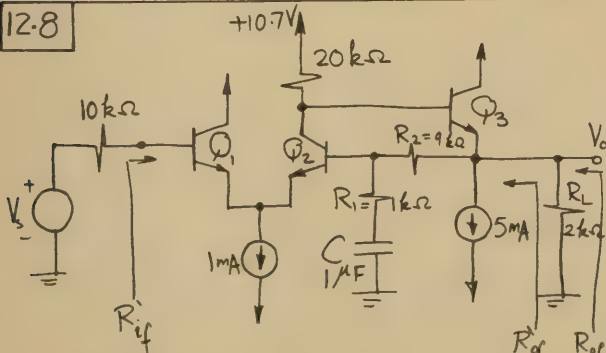 12.8
+10.7V
20kΩ
10kΩ
Q1
Q2
Q3
R2=9kΩ
Vo
R1=1kΩ
RL
2kΩ
5mA
1mA
C
1μF
Vs
+
-
R'if
R'of
Rof